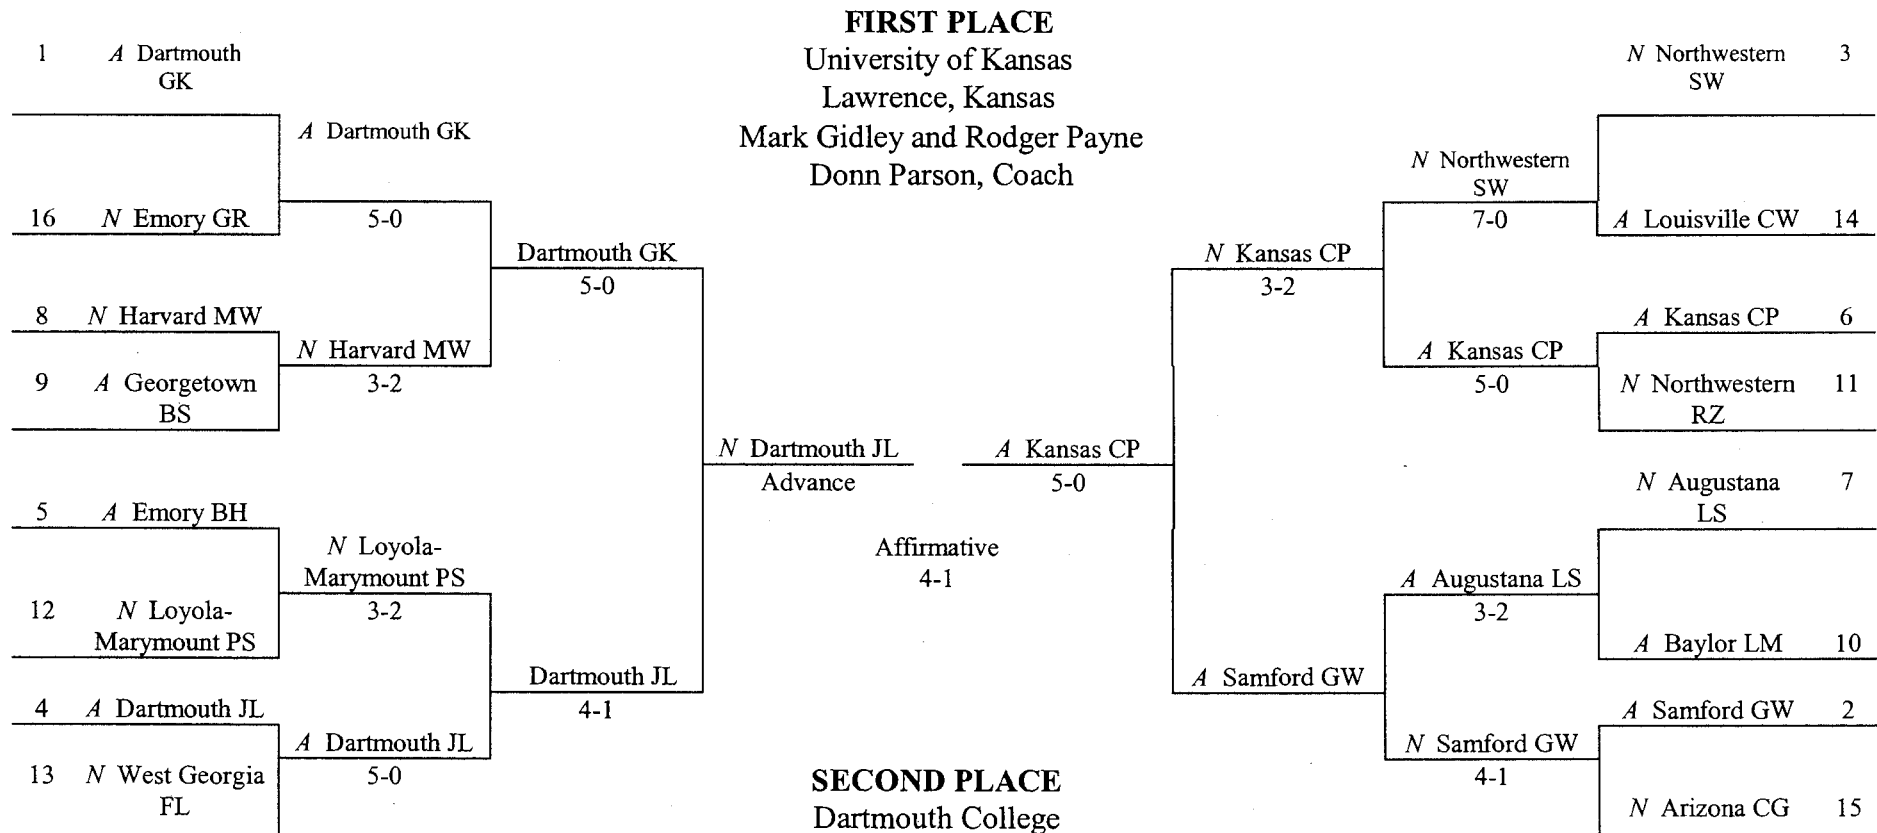 FIRST PLACE
University of Kansas
Lawrence, Kansas
Mark Gidley and Rodger Payne
Donn Parson, Coach
1 A Dartmouth
GK
A Dartmouth GK
16 N Emory GR
5-0
Dartmouth GK
5-0
8 N Harvard MW
N Harvard MW
9 A Georgetown
BS
3-2
N Dartmouth JL
Advance
5 A Emory BH
N Loyola-
Marymount PS
12 N Loyola-
Marymount PS
3-2
Dartmouth JL
4-1
4 A Dartmouth JL
A Dartmouth JL
13 N West Georgia
FL
5-0
Affirmative
4-1
A Kansas CP
5-0
N Kansas CP
3-2
N Northwestern
SW
7-0
N Northwestern 3
SW
A Louisville CW 14
A Kansas CP 6
A Kansas CP
5-0
N Northwestern 11
RZ
N Augustana 7
LS
A Augustana LS
3-2
A Baylor LM 10
A Samford GW
A Samford GW 2
N Samford GW
4-1
N Arizona CG 15
SECOND PLACE
Dartmouth College